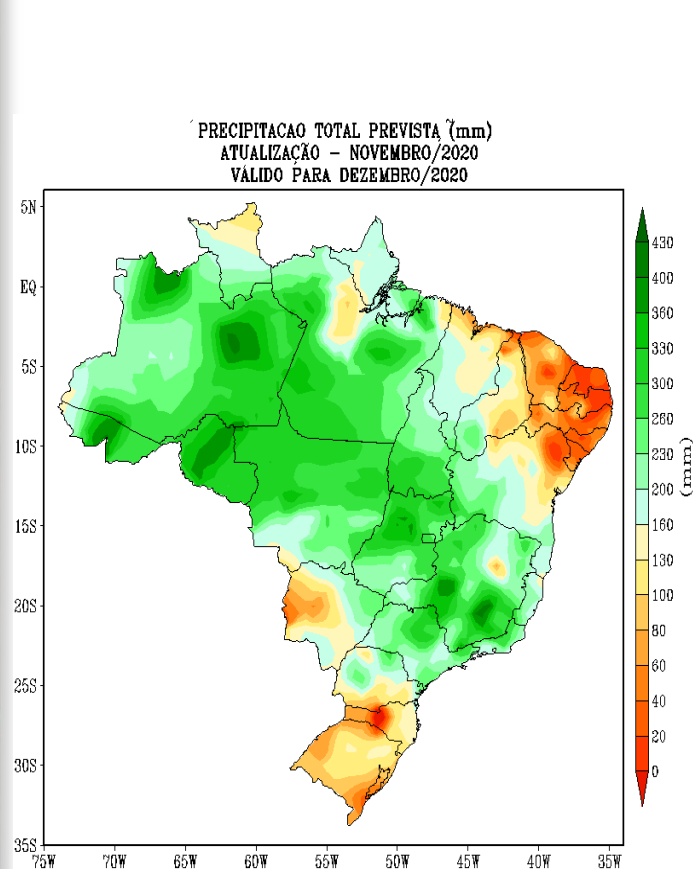 PRECIPITACAO TOTAL PREVISTA (mm)
ATUALIZAÇÃO - NOVEMBRO/2020
VÁLIDO PARA DEZEMBRO/2020
5N
EQ
5S
10S
15S
20S
25S
30S
35S
75W 70W 65W 60W 55W 50W 45W 40W 35W
430
400
360
330
300
260
230
200
160
130
100
80
60
40
20
0
(mm)